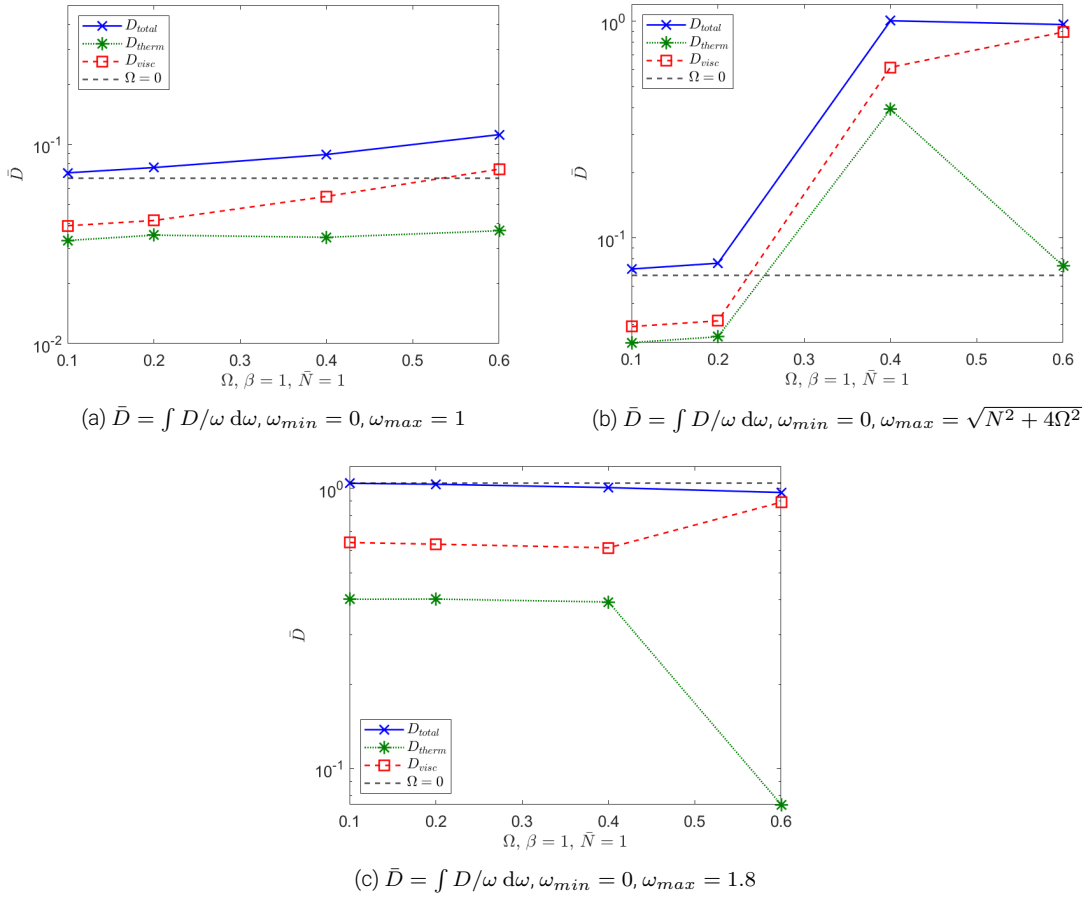 D_total
D_therm
D_visc
Ω = 0
10^-1
10^-2
D̄
0.1 0.2 0.3 0.4 0.5 0.6
Ω, β = 1, N̄ = 1
(a) D̄ = ∫ D/ω dω, ω_min = 0, ω_max = 1
D_total
D_therm
D_visc
Ω = 0
10^0
10^-1
D̄
0.1 0.2 0.3 0.4 0.5 0.6
Ω, β = 1, N̄ = 1
(b) D̄ = ∫ D/ω dω, ω_min = 0, ω_max = √(N² + 4Ω²)
10^0
10^-1
D̄
D_total
D_therm
D_visc
Ω = 0
0.1 0.2 0.3 0.4 0.5 0.6
Ω, β = 1, N̄ = 1
(c) D̄ = ∫ D/ω dω, ω_min = 0, ω_max = 1.8